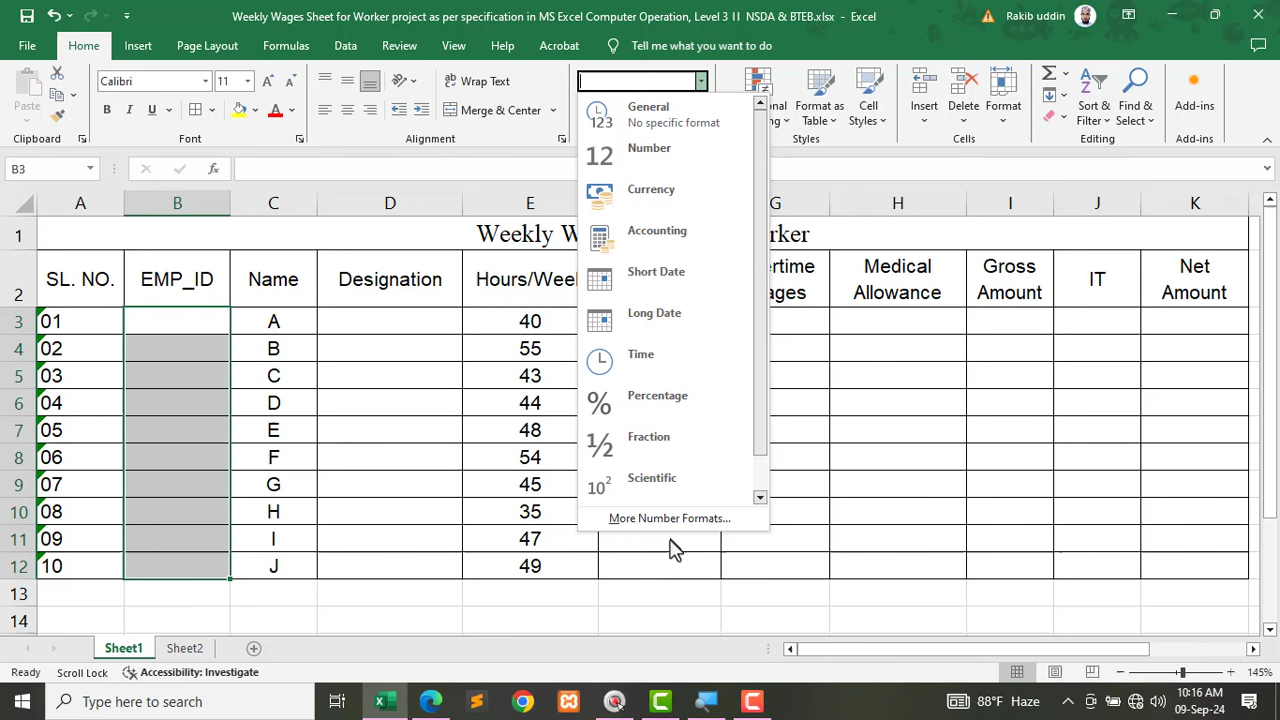 Weekly Wages Sheet for Worker project as per specification in MS Excel Computer Operation, Level 3 II NSDA & BTEB.xlsx - Excel
Rakib uddin
File Home Insert Page Layout Formulas Data Review View Help Acrobat Tell me what you want to do
Paste
Calibri 11
Wrap Text
B I U
Merge & Center
Clipboard Font Alignment
Format as Table
Cell Styles
Insert Delete Format
Sort & Filter
Find & Select
Add-ins
Styles Cells Editing Add-ins
General
No specific format
Number
Currency
Accounting
Short Date
Long Date
Time
Percentage
Fraction
Scientific
More Number Formats...
B3
A B C D E G H I J K
1 Weekly W rker
2 SL. NO. EMP_ID Name Designation Hours/Week Medical Allowance Gross Amount IT Net Amount
3 01 A 40
4 02 B 55
5 03 C 43
6 04 D 44
7 05 E 48
8 06 F 54
9 07 G 45
10 08 H 35
11 09 I 47
12 10 J 49
13
14
Sheet1 Sheet2
Ready Scroll Lock Accessibility: Investigate 145%
Type here to search
88°F Haze
10:16 AM
09-Sep-24